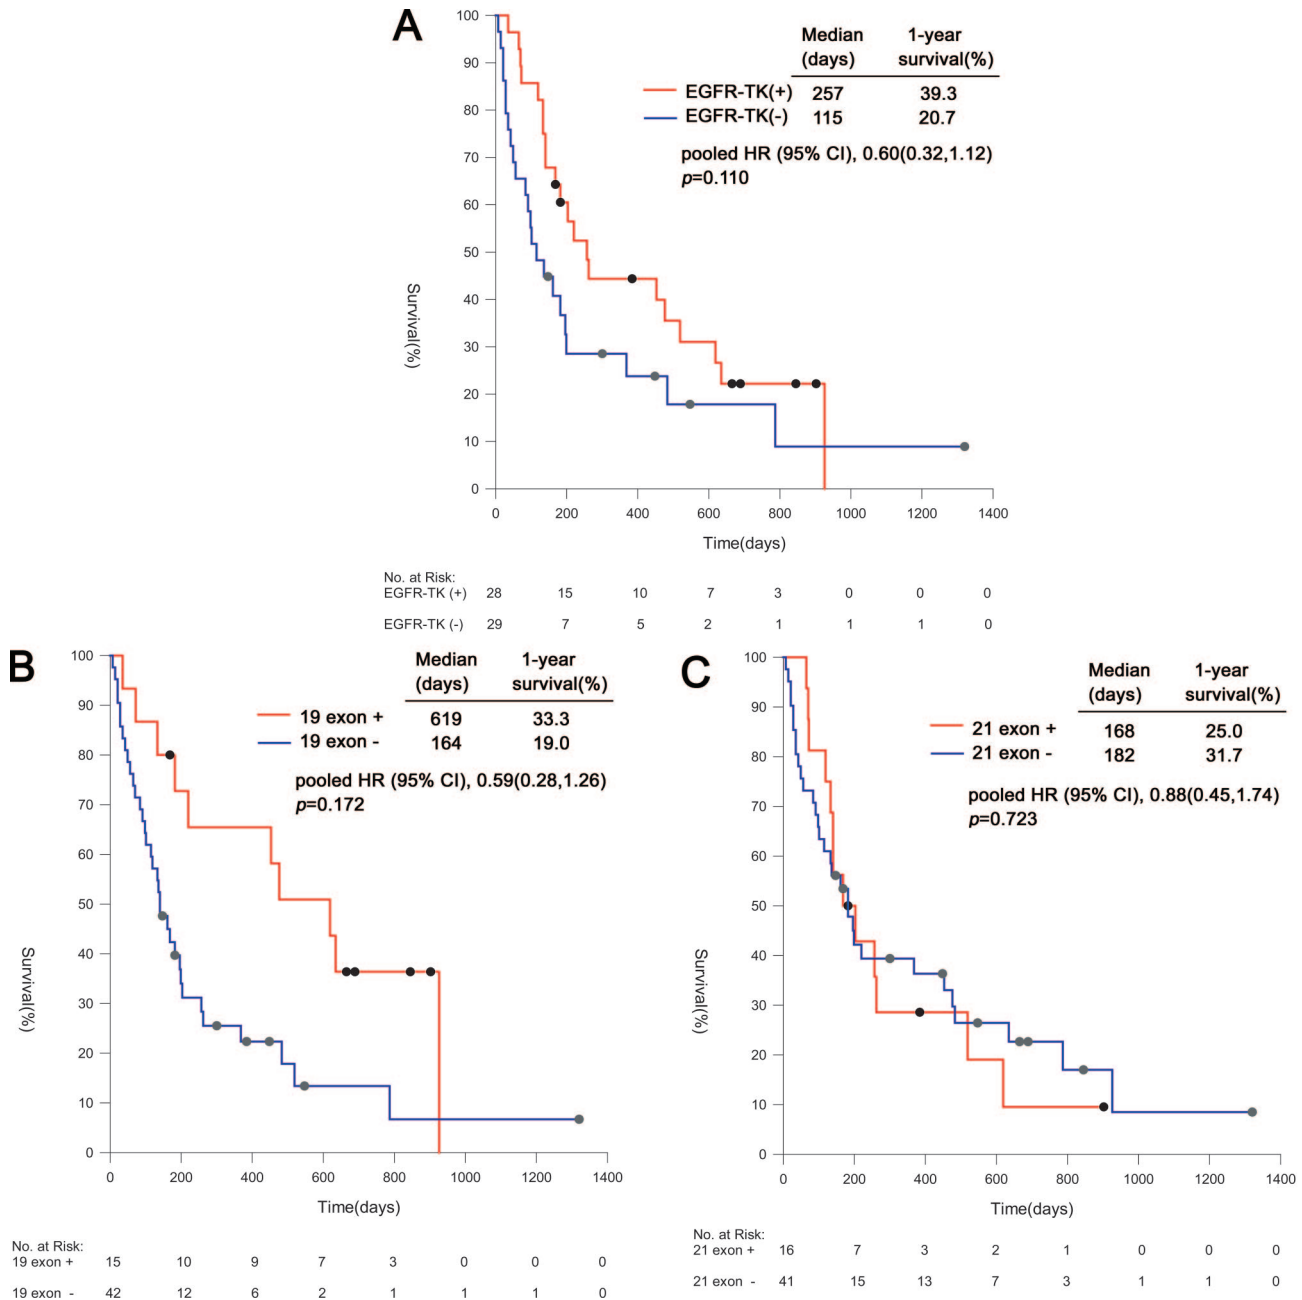 A
Median 1-year
(days) survival(%)
EGFR-TK(+) 257 39.3
EGFR-TK(-) 115 20.7
pooled HR (95% CI), 0.60(0.32,1.12)
p=0.110
100
90
80
70
60
50
40
30
20
10
0
Survival(%)
0 200 400 600 800 1000 1200 1400
Time(days)
No. at Risk:
EGFR-TK (+) 28 15 10 7 3 0 0 0
EGFR-TK (-) 29 7 5 2 1 1 1 0
B
Median 1-year
(days) survival(%)
19 exon + 619 33.3
19 exon - 164 19.0
pooled HR (95% CI), 0.59(0.28,1.26)
p=0.172
100
90
80
70
60
50
40
30
20
10
0
Survival(%)
0 200 400 600 800 1000 1200 1400
Time(days)
No. at Risk:
19 exon + 15 10 9 7 3 0 0 0
19 exon - 42 12 6 2 1 1 1 0
C
Median 1-year
(days) survival(%)
21 exon + 168 25.0
21 exon - 182 31.7
pooled HR (95% CI), 0.88(0.45,1.74)
p=0.723
100
90
80
70
60
50
40
30
20
10
0
Survival(%)
0 200 400 600 800 1000 1200 1400
Time(days)
No. at Risk:
21 exon + 16 7 3 2 1 0 0 0
21 exon - 41 15 13 7 3 1 1 0